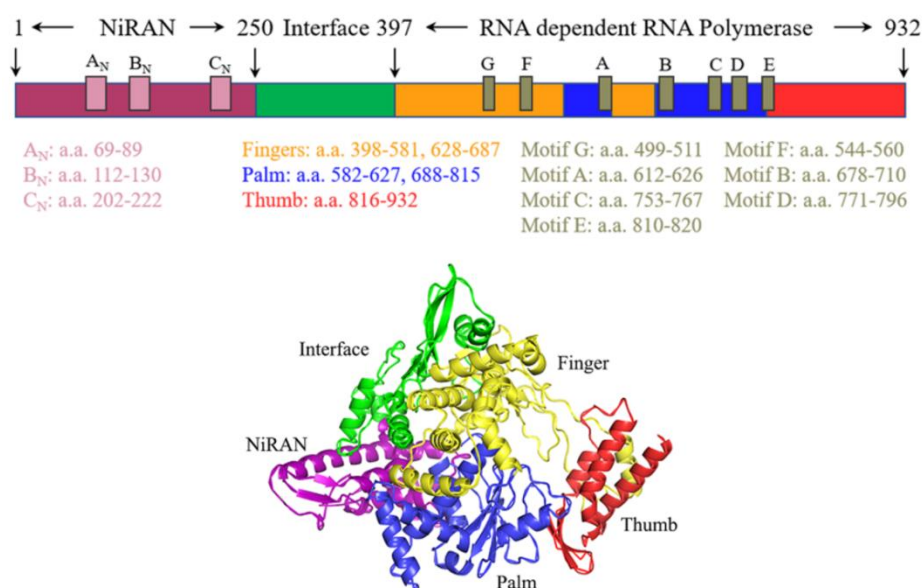 1 ← NiRAN → 250 Interface 397 ← RNA dependent RNA Polymerase → 932
A_N B_N C_N G F A B C D E
A_N: a.a. 69-89 Fingers: a.a. 398-581, 628-687 Motif G: a.a. 499-511 Motif F: a.a. 544-560
B_N: a.a. 112-130 Palm: a.a. 582-627, 688-815 Motif A: a.a. 612-626 Motif B: a.a. 678-710
C_N: a.a. 202-222 Thumb: a.a. 816-932 Motif C: a.a. 753-767 Motif D: a.a. 771-796
Motif E: a.a. 810-820
Interface
Finger
NiRAN
Thumb
Palm